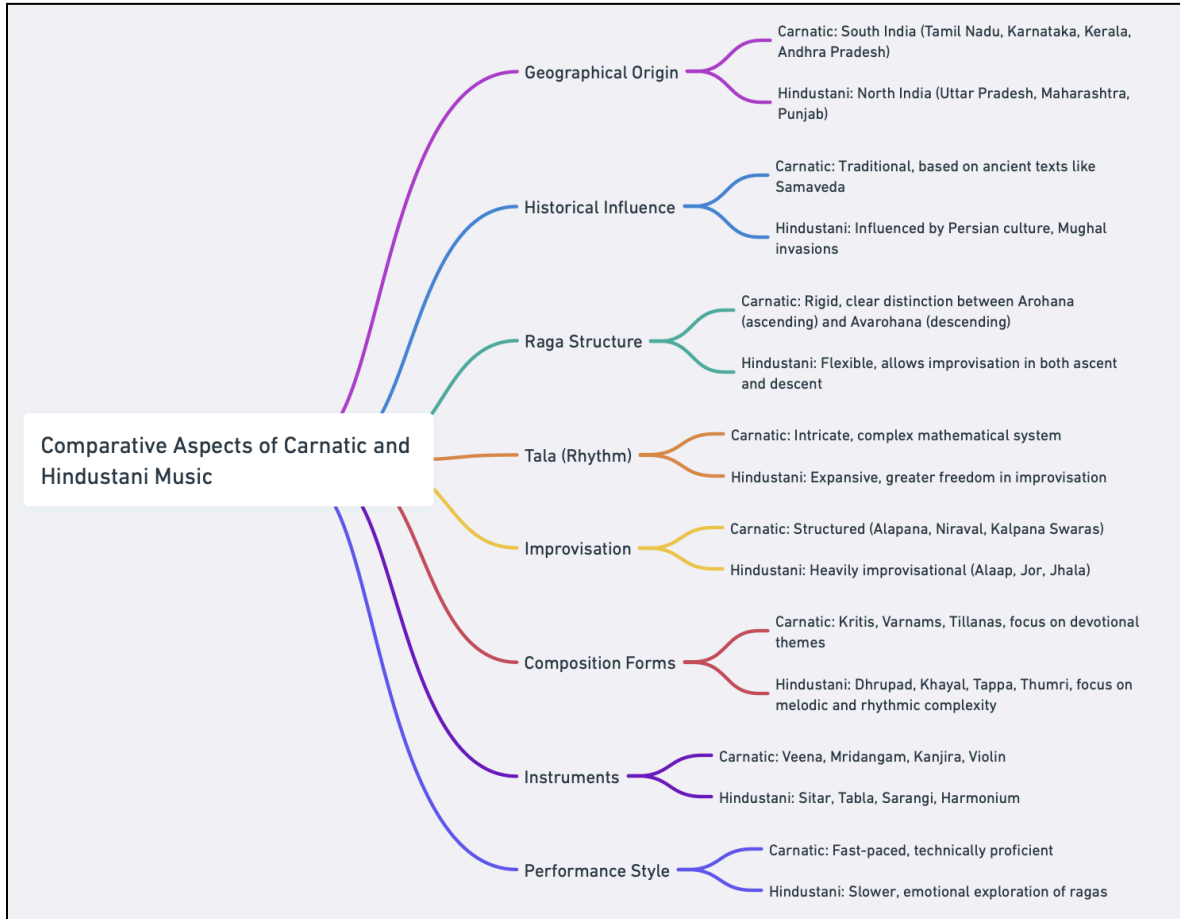 Comparative Aspects of Carnatic and
Hindustani Music
Geographical Origin
Carnatic: South India (Tamil Nadu, Karnataka, Kerala,
Andhra Pradesh)
Hindustani: North India (Uttar Pradesh, Maharashtra,
Punjab)
Historical Influence
Carnatic: Traditional, based on ancient texts like
Samaveda
Hindustani: Influenced by Persian culture, Mughal
invasions
Raga Structure
Carnatic: Rigid, clear distinction between Arohana
(ascending) and Avarohana (descending)
Hindustani: Flexible, allows improvisation in both ascent
and descent
Tala (Rhythm)
Carnatic: Intricate, complex mathematical system
Hindustani: Expansive, greater freedom in improvisation
Improvisation
Carnatic: Structured (Alapana, Niraval, Kalpana Swaras)
Hindustani: Heavily improvisational (Alaap, Jor, Jhala)
Composition Forms
Carnatic: Kritis, Varnams, Tillanas, focus on devotional
themes
Hindustani: Dhrupad, Khayal, Tappa, Thumri, focus on
melodic and rhythmic complexity
Instruments
Carnatic: Veena, Mridangam, Kanjira, Violin
Hindustani: Sitar, Tabla, Sarangi, Harmonium
Performance Style
Carnatic: Fast-paced, technically proficient
Hindustani: Slower, emotional exploration of ragas